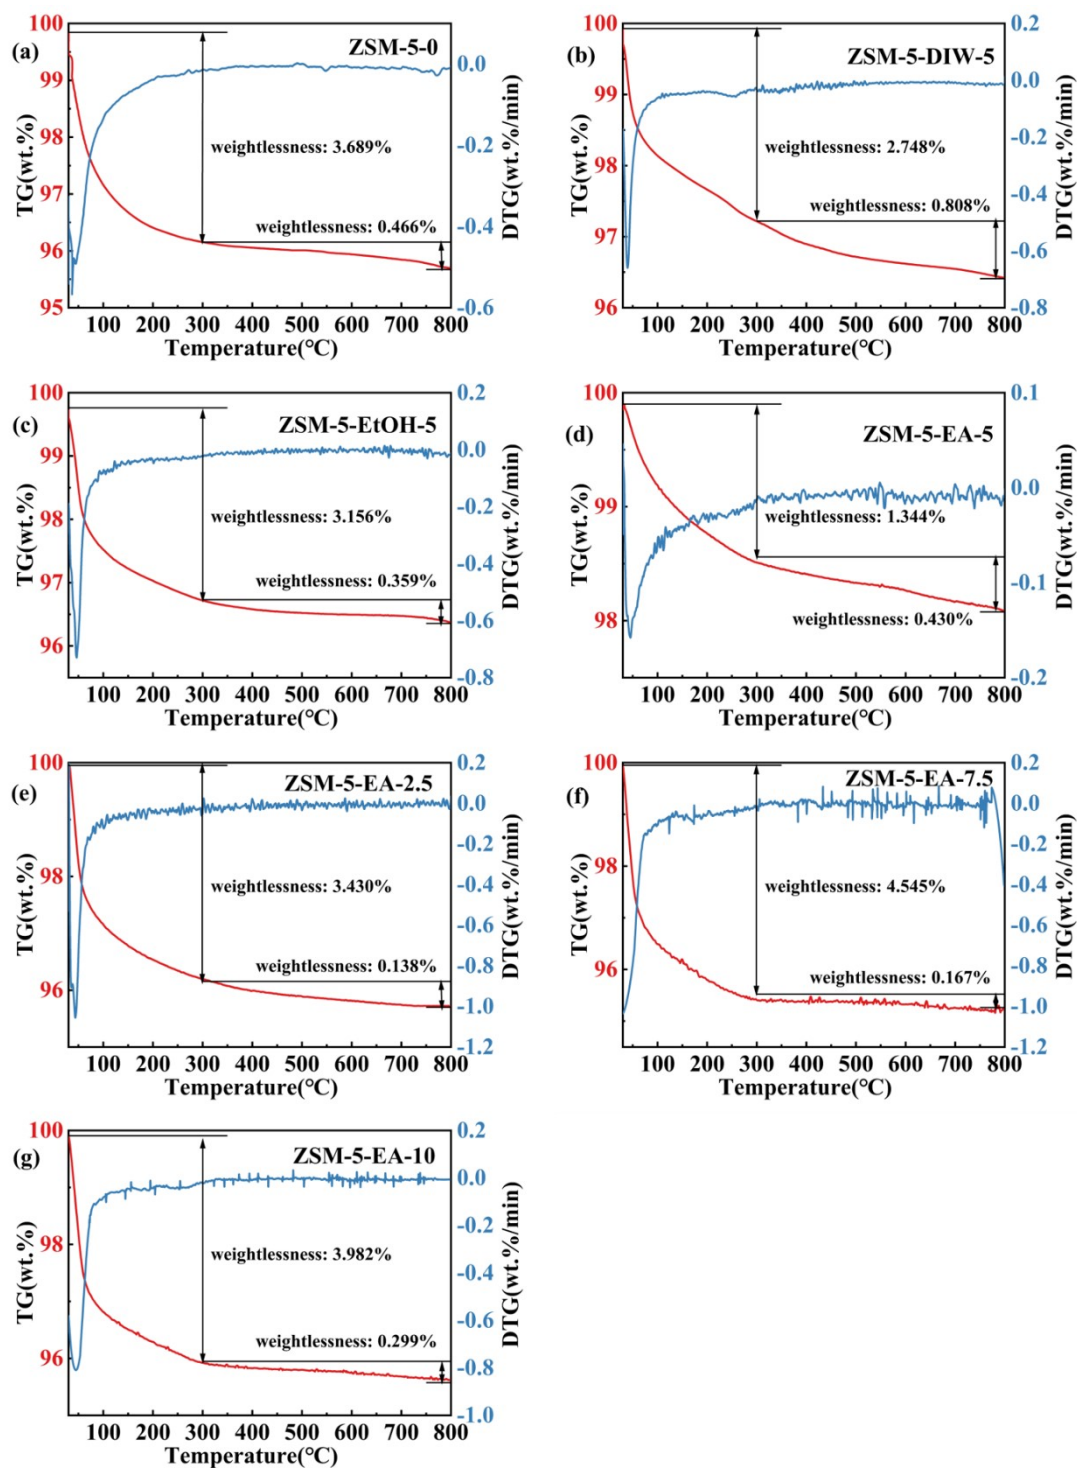 (a)
ZSM-5-0
100
99
98
97
96
95
TG(wt.%)
weightlessness: 3.689%
weightlessness: 0.466%
0.0
-0.2
-0.4
-0.6
DTG(wt.%/min)
100 200 300 400 500 600 700 800
Temperature(°C)
(b)
ZSM-5-DIW-5
100
99
98
97
96
TG(wt.%)
weightlessness: 2.748%
weightlessness: 0.808%
0.2
0.0
-0.2
-0.4
-0.6
-0.8
DTG(wt.%/min)
100 200 300 400 500 600 700 800
Temperature(°C)
(c)
ZSM-5-EtOH-5
100
99
98
97
96
TG(wt.%)
weightlessness: 3.156%
weightlessness: 0.359%
0.2
0.0
-0.2
-0.4
-0.6
-0.8
DTG(wt.%/min)
100 200 300 400 500 600 700 800
Temperature(°C)
(d)
ZSM-5-EA-5
100
99
98
TG(wt.%)
weightlessness: 1.344%
weightlessness: 0.430%
0.1
0.0
-0.1
-0.2
DTG(wt.%/min)
100 200 300 400 500 600 700 800
Temperature(°C)
(e)
ZSM-5-EA-2.5
100
98
96
TG(wt.%)
weightlessness: 3.430%
weightlessness: 0.138%
0.2
0.0
-0.2
-0.4
-0.6
-0.8
-1.0
-1.2
DTG(wt.%/min)
100 200 300 400 500 600 700 800
Temperature(°C)
(f)
ZSM-5-EA-7.5
100
98
96
TG(wt.%)
weightlessness: 4.545%
weightlessness: 0.167%
0.2
0.0
-0.2
-0.4
-0.6
-0.8
-1.0
-1.2
DTG(wt.%/min)
100 200 300 400 500 600 700 800
Temperature(°C)
(g)
ZSM-5-EA-10
100
98
96
TG(wt.%)
weightlessness: 3.982%
weightlessness: 0.299%
0.2
0.0
-0.2
-0.4
-0.6
-0.8
-1.0
DTG(wt.%/min)
100 200 300 400 500 600 700 800
Temperature(°C)